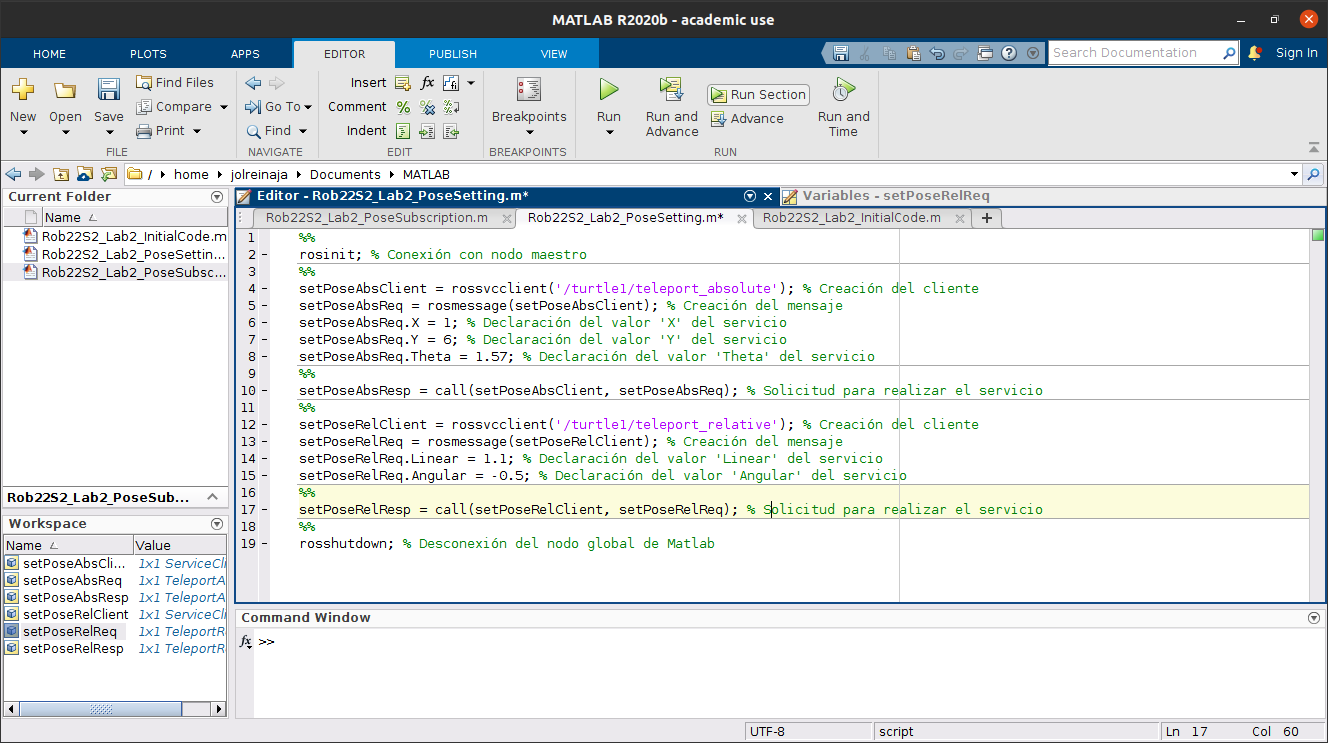 MATLAB R2020b - academic use
HOME PLOTS APPS EDITOR PUBLISH VIEW Search Documentation Sign In
New Open Save Find Files Compare Print
FILE
Go To Find
NAVIGATE
Insert fx
Comment
Indent
EDIT
Breakpoints
BREAKPOINTS
Run Run and Advance Run Section Advance Run and Time
RUN
/ home jolreinaja Documents MATLAB
Current Folder
Name
Rob22S2_Lab2_InitialCode.m
Rob22S2_Lab2_PoseSettin...
Rob22S2_Lab2_PoseSubsc...
Rob22S2_Lab2_PoseSub...
Workspace
Name Value
setPoseAbsCli... 1x1 ServiceCli
setPoseAbsReq 1x1 TeleportA
setPoseAbsResp 1x1 TeleportA
setPoseRelClient 1x1 ServiceCli
setPoseRelReq 1x1 TeleportR
setPoseRelResp 1x1 TeleportR
Editor - Rob22S2_Lab2_PoseSetting.m*
Variables - setPoseRelReq
Rob22S2_Lab2_PoseSubscription.m Rob22S2_Lab2_PoseSetting.m* Rob22S2_Lab2_InitialCode.m +
1 %%
2 - rosinit; % Conexión con nodo maestro
3 %%
4 - setPoseAbsClient = rossvcclient('/turtle1/teleport_absolute'); % Creación del cliente
5 - setPoseAbsReq = rosmessage(setPoseAbsClient); % Creación del mensaje
6 - setPoseAbsReq.X = 1; % Declaración del valor 'X' del servicio
7 - setPoseAbsReq.Y = 6; % Declaración del valor 'Y' del servicio
8 - setPoseAbsReq.Theta = 1.57; % Declaración del valor 'Theta' del servicio
9 %%
10 - setPoseAbsResp = call(setPoseAbsClient, setPoseAbsReq); % Solicitud para realizar el servicio
11 %%
12 - setPoseRelClient = rossvcclient('/turtle1/teleport_relative'); % Creación del cliente
13 - setPoseRelReq = rosmessage(setPoseRelClient); % Creación del mensaje
14 - setPoseRelReq.Linear = 1.1; % Declaración del valor 'Linear' del servicio
15 - setPoseRelReq.Angular = -0.5; % Declaración del valor 'Angular' del servicio
16 %%
17 - setPoseRelResp = call(setPoseRelClient, setPoseRelReq); % Solicitud para realizar el servicio
18 %%
19 - rosshutdown; % Desconexión del nodo global de Matlab
Command Window
fx >>
UTF-8 script Ln 17 Col 60